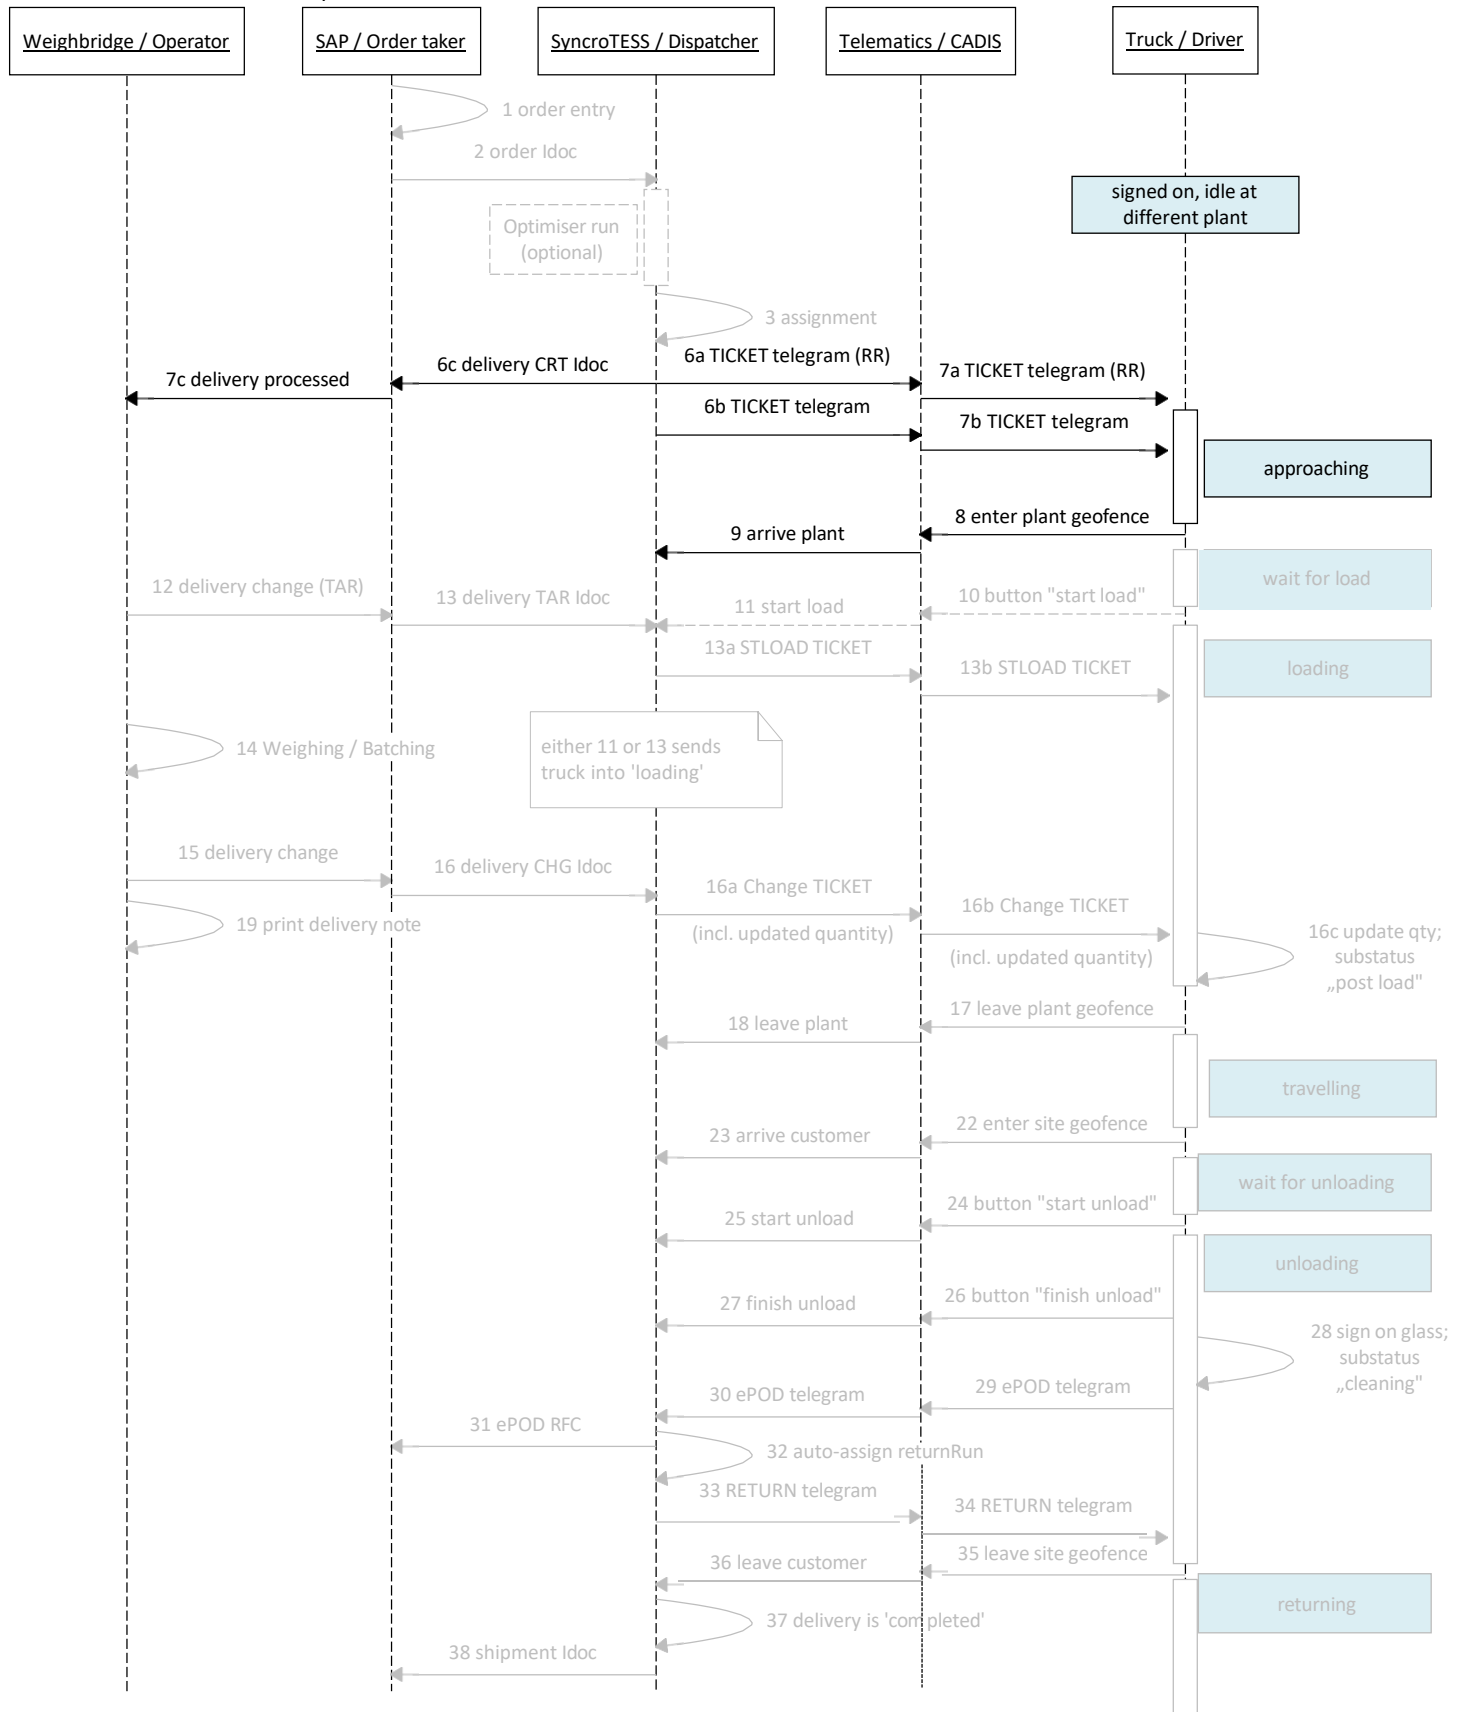 Weighbridge / Operator
SAP / Order taker
SyncroTESS / Dispatcher
Telematics / CADIS
Truck / Driver
1 order entry
2 order Idoc
signed on, idle at
different plant
Optimiser run
(optional)
3 assignment
6c delivery CRT Idoc
6a TICKET telegram (RR)
7c delivery processed
7a TICKET telegram (RR)
6b TICKET telegram
7b TICKET telegram
approaching
8 enter plant geofence
9 arrive plant
wait for load
12 delivery change (TAR)
13 delivery TAR Idoc
11 start load
10 button "start load"
13a STLOAD TICKET
13b STLOAD TICKET
loading
14 Weighing / Batching
either 11 or 13 sends
truck into 'loading'
15 delivery change
16 delivery CHG Idoc
16a Change TICKET
(incl. updated quantity)
16b Change TICKET
(incl. updated quantity)
19 print delivery note
16c update qty;
substatus
„post load"
17 leave plant geofence
18 leave plant
travelling
22 enter site geofence
23 arrive customer
wait for unloading
24 button "start unload"
25 start unload
unloading
26 button "finish unload"
27 finish unload
28 sign on glass;
substatus
„cleaning"
29 ePOD telegram
30 ePOD telegram
31 ePOD RFC
32 auto-assign returnRun
33 RETURN telegram
34 RETURN telegram
35 leave site geofence
36 leave customer
returning
37 delivery is 'completed'
38 shipment Idoc